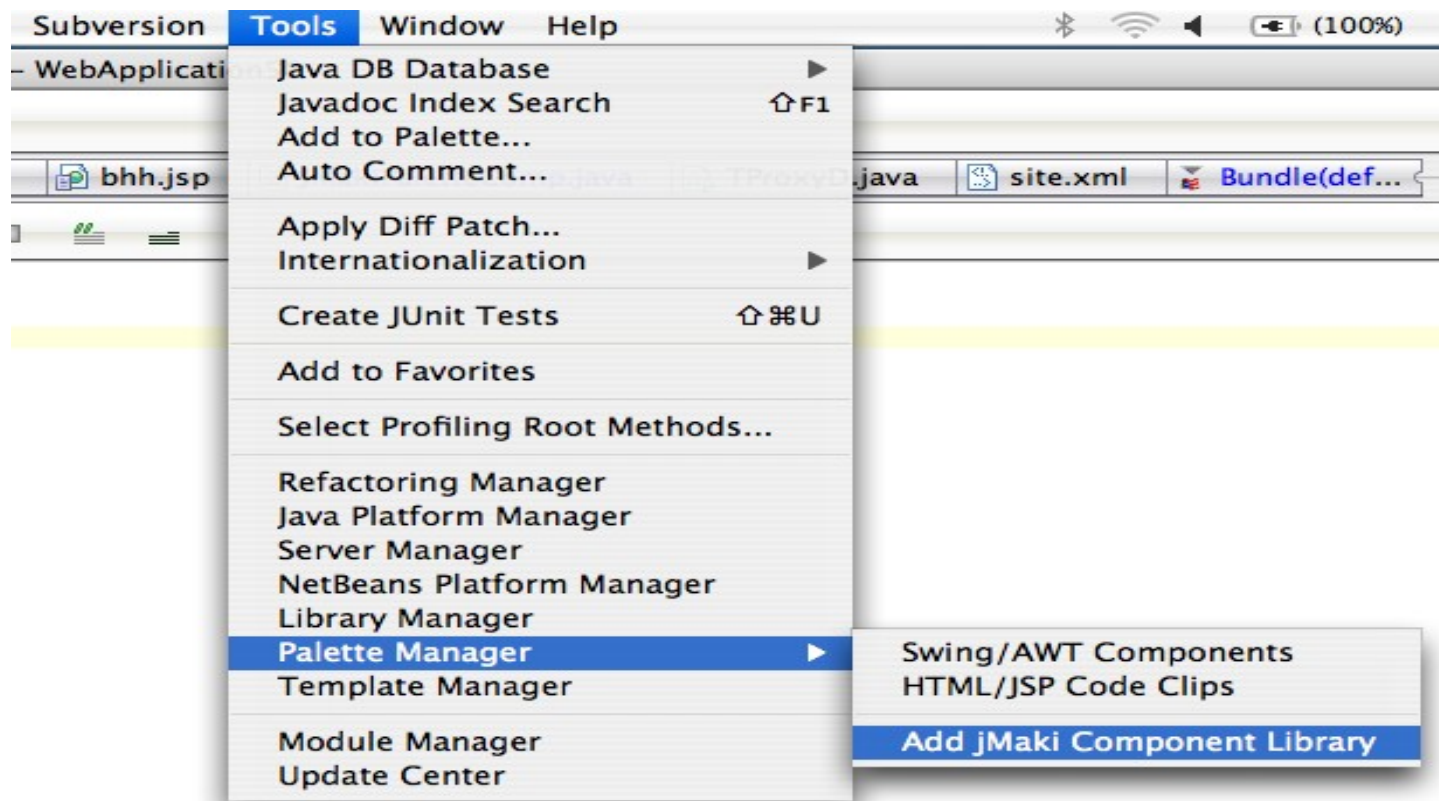 Subversion Tools Window Help (100%)
– WebApplication
Java DB Database
Javadoc Index Search ⇧F1
Add to Palette...
Auto Comment...
bhh.jsp TProxyD.java site.xml Bundle(def...
Apply Diff Patch...
Internationalization
Create JUnit Tests ⇧⌘U
Add to Favorites
Select Profiling Root Methods...
Refactoring Manager
Java Platform Manager
Server Manager
NetBeans Platform Manager
Library Manager
Palette Manager
Swing/AWT Components
Template Manager
HTML/JSP Code Clips
Module Manager
Add jMaki Component Library
Update Center